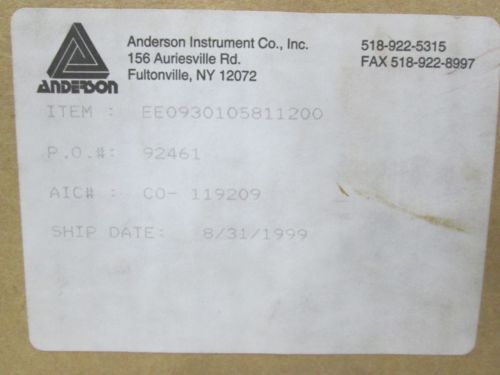 Anderson Instrument Co., Inc. 518-922-5315
156 Auriesville Rd. FAX 518-922-8997
Fultonville, NY 12072
ANDERSON
ITEM : EE0930105811200
P.O.#: 92461
AIC# : CO- 119209
SHIP DATE: 8/31/1999